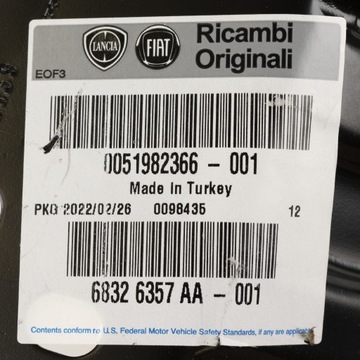 LANCIA
FIAT
Ricambi
Originali
EOF3
0051982366 - 001
Made In Turkey
PKG 2022/02/26 0096435 12
6832 6357 AA - 001
Contents conform to U.S. Federal Motor Vehicle Safety Standards, if any are applicable